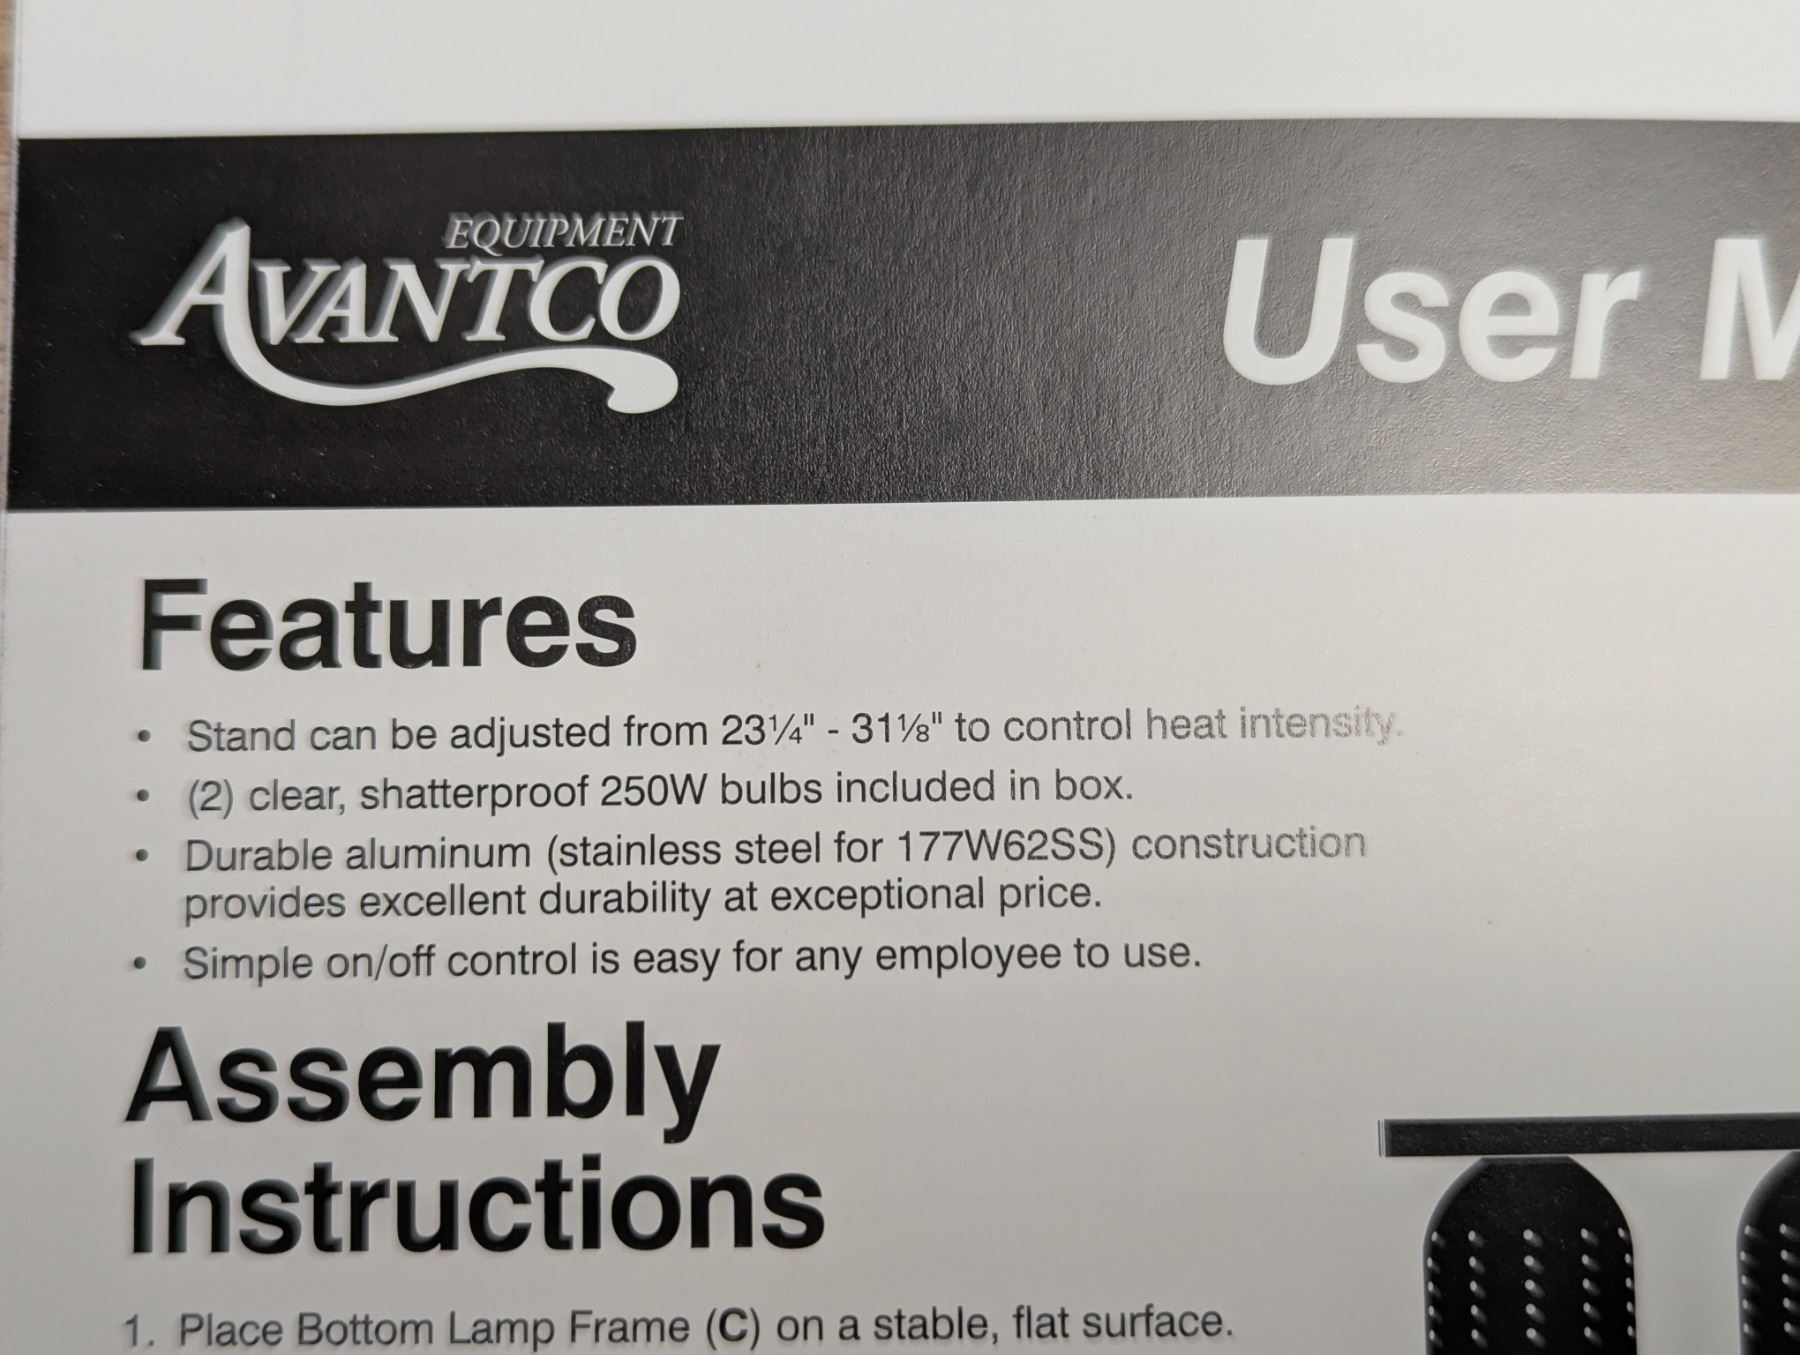 EQUIPMENT
AVANTCO
User M
Features
• Stand can be adjusted from 23¼" - 31⅛" to control heat intensity.
• (2) clear, shatterproof 250W bulbs included in box.
• Durable aluminum (stainless steel for 177W62SS) construction
provides excellent durability at exceptional price.
• Simple on/off control is easy for any employee to use.
Assembly
Instructions
1. Place Bottom Lamp Frame (C) on a stable, flat surface.